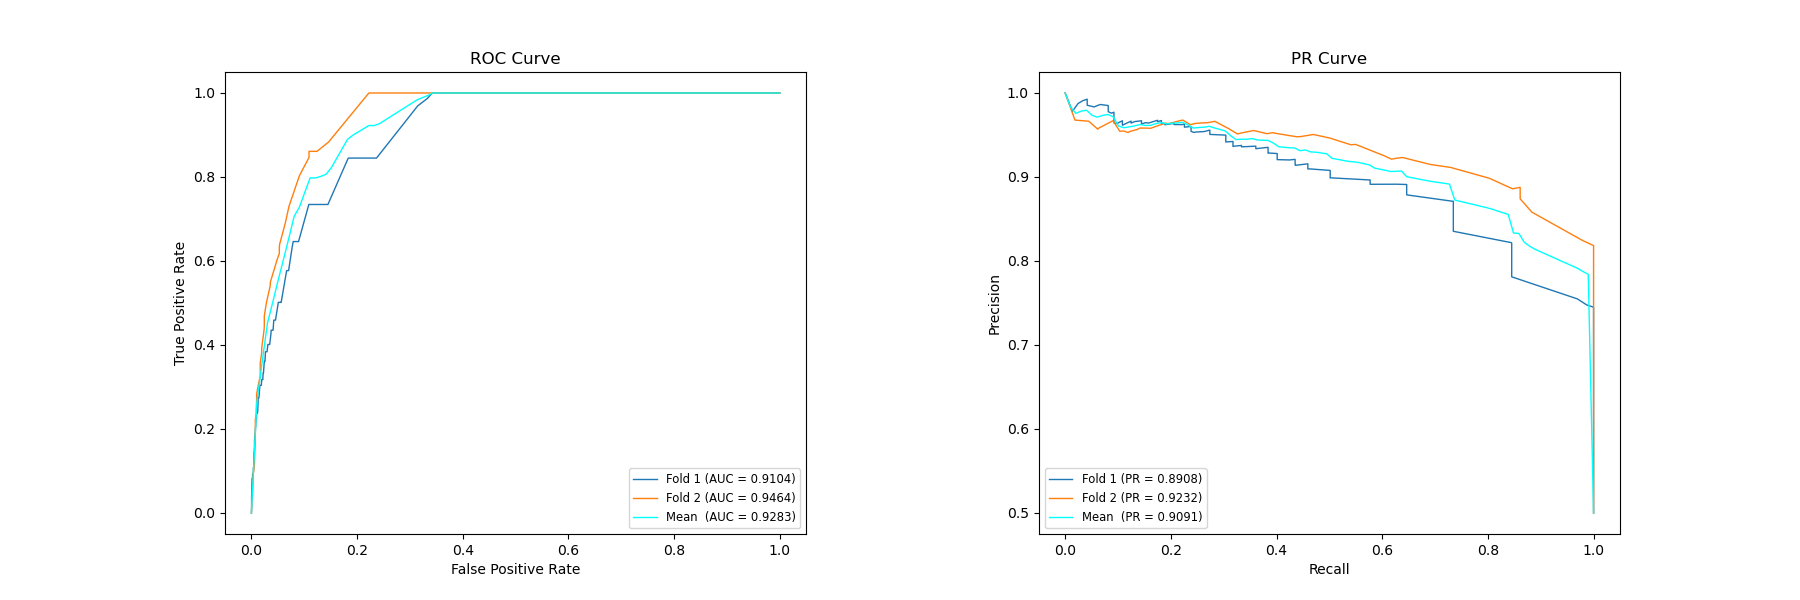 ROC Curve
1.0
0.8
0.6
0.4
0.2
0.0
True Positive Rate
Fold 1 (AUC = 0.9104)
Fold 2 (AUC = 0.9464)
Mean  (AUC = 0.9283)
0.0 0.2 0.4 0.6 0.8 1.0
False Positive Rate
PR Curve
1.0
0.9
0.8
0.7
0.6
0.5
Precision
Fold 1 (PR = 0.8908)
Fold 2 (PR = 0.9232)
Mean  (PR = 0.9091)
0.0 0.2 0.4 0.6 0.8 1.0
Recall